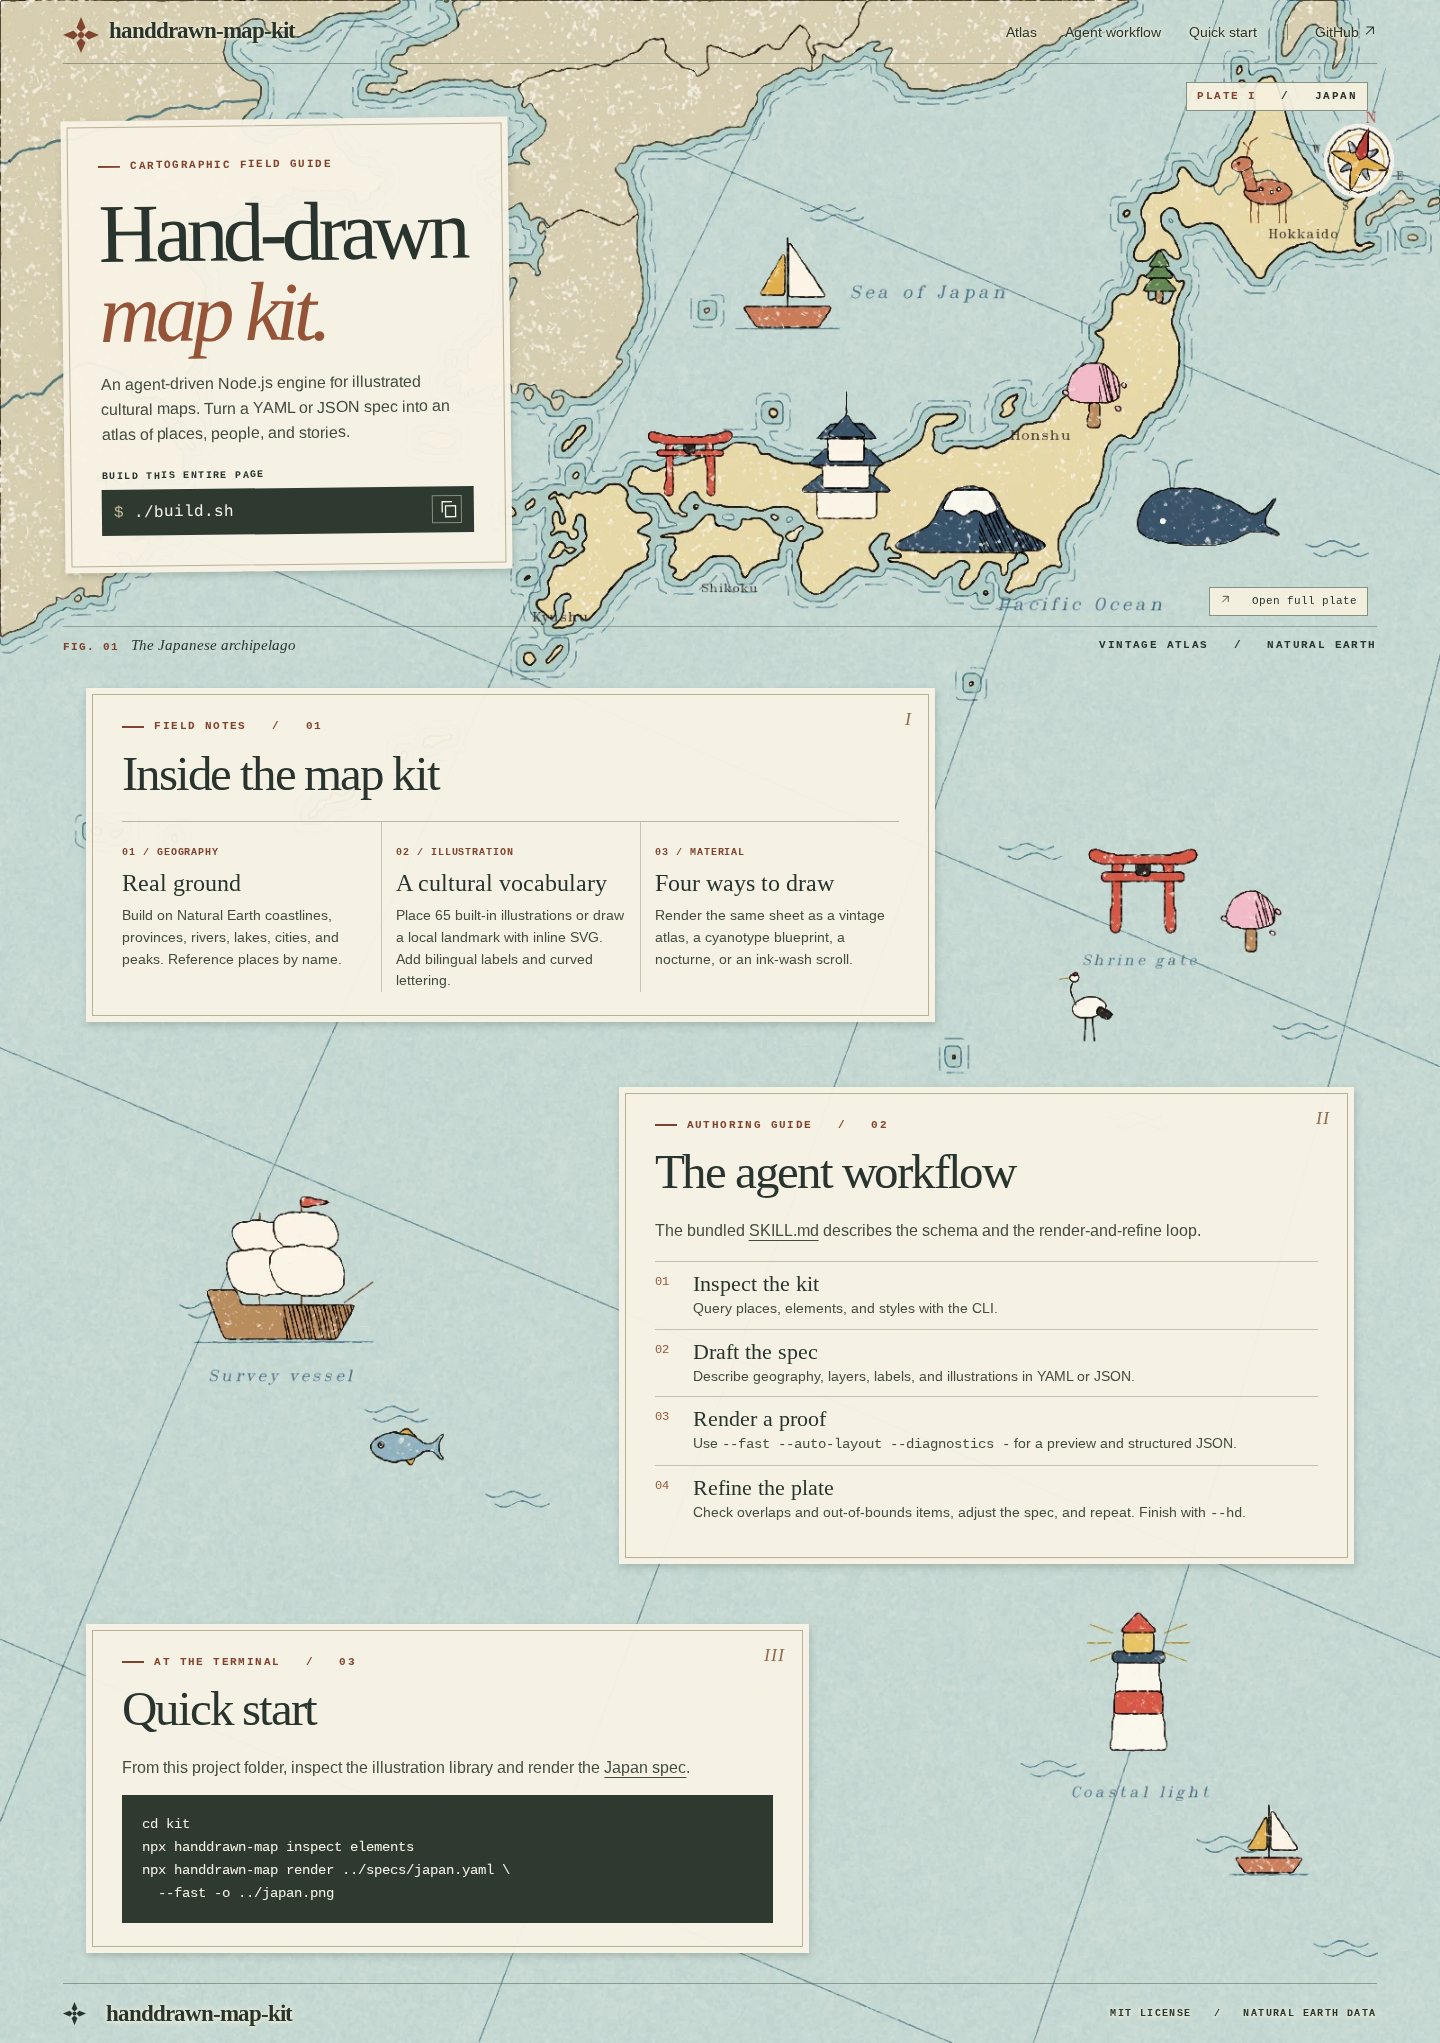 handdrawn-map-kit
Atlas Agent workflow Quick start GitHub
PLATE I / JAPAN
N
W
E
S
CARTOGRAPHIC FIELD GUIDE
Hand-drawn
map kit.
An agent-driven Node.js engine for illustrated
cultural maps. Turn a YAML or JSON spec into an
atlas of places, people, and stories.
BUILD THIS ENTIRE PAGE
$ ./build.sh
Hokkaido
Sea of Japan
Honshu
Shikoku
Kyushu
Pacific Ocean
Open full plate
FIG. 01 The Japanese archipelago
VINTAGE ATLAS / NATURAL EARTH
FIELD NOTES / 01
I
Inside the map kit
01 / GEOGRAPHY
Real ground
Build on Natural Earth coastlines,
provinces, rivers, lakes, cities, and
peaks. Reference places by name.
02 / ILLUSTRATION
A cultural vocabulary
Place 65 built-in illustrations or draw
a local landmark with inline SVG.
Add bilingual labels and curved
lettering.
03 / MATERIAL
Four ways to draw
Render the same sheet as a vintage
atlas, a cyanotype blueprint, a
nocturne, or an ink-wash scroll.
Shrine gate
AUTHORING GUIDE / 02
II
The agent workflow
The bundled SKILL.md describes the schema and the render-and-refine loop.
01 Inspect the kit
Query places, elements, and styles with the CLI.
02 Draft the spec
Describe geography, layers, labels, and illustrations in YAML or JSON.
03 Render a proof
Use --fast --auto-layout --diagnostics - for a preview and structured JSON.
04 Refine the plate
Check overlaps and out-of-bounds items, adjust the spec, and repeat. Finish with --hd.
Survey vessel
AT THE TERMINAL / 03
III
Quick start
From this project folder, inspect the illustration library and render the Japan spec.
cd kit
npx handdrawn-map inspect elements
npx handdrawn-map render ../specs/japan.yaml \
--fast -o ../japan.png
Coastal light
handdrawn-map-kit
MIT LICENSE / NATURAL EARTH DATA